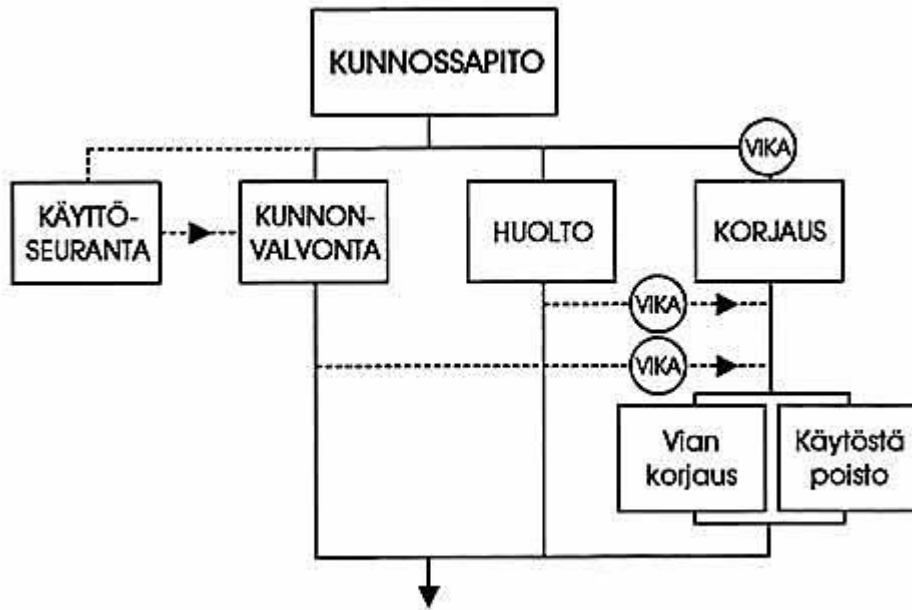 KUNNOSSAPITO
VIKA
KÄYTTÖ-
SEURANTA
KUNNON-
VALVONTA
HUOLTO
KORJAUS
VIKA
VIKA
Vian
korjaus
Käytöstä
poisto